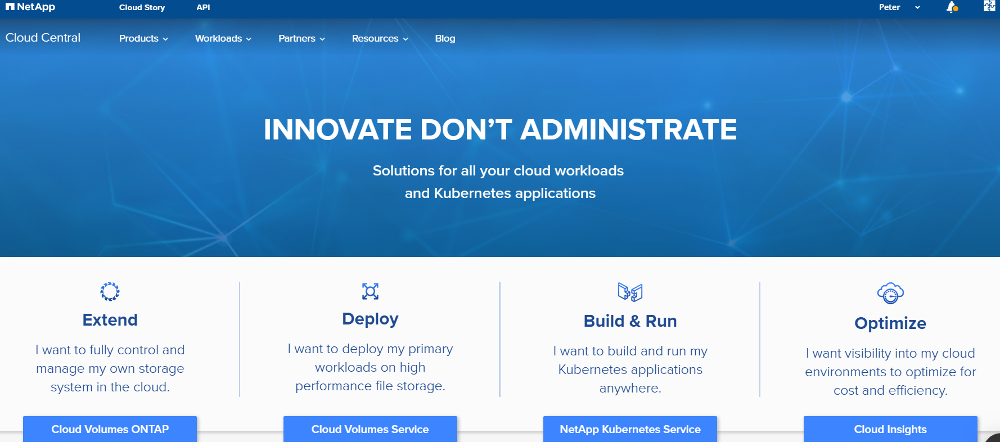 NetApp Cloud Story API Peter
Cloud Central Products Workloads Partners Resources Blog
INNOVATE DON’T ADMINISTRATE
Solutions for all your cloud workloads
and Kubernetes applications
Extend
I want to fully control and
manage my own storage
system in the cloud.
Cloud Volumes ONTAP
Deploy
I want to deploy my primary
workloads on high
performance file storage.
Cloud Volumes Service
Build & Run
I want to build and run my
Kubernetes applications
anywhere.
NetApp Kubernetes Service
Optimize
I want visibility into my cloud
environments to optimize for
cost and efficiency.
Cloud Insights